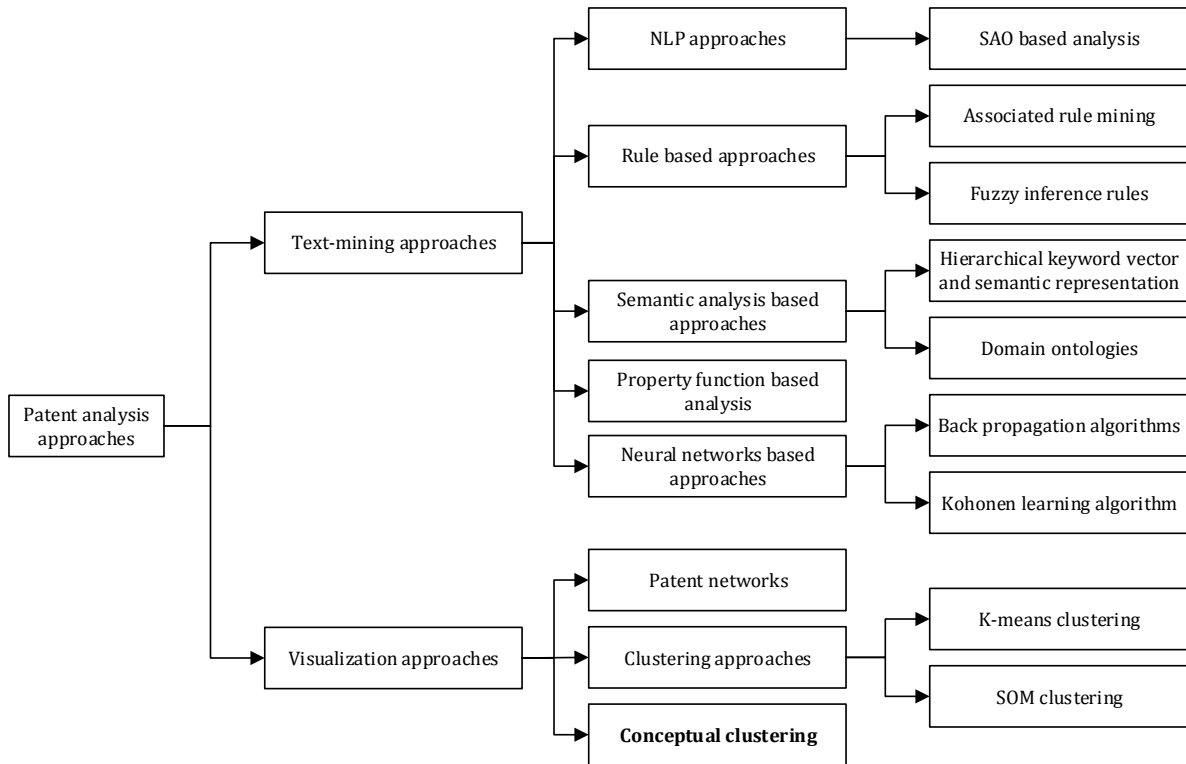 NLP approaches
SAO based analysis
Associated rule mining
Rule based approaches
Fuzzy inference rules
Text-mining approaches
Hierarchical keyword vector
and semantic representation
Semantic analysis based
approaches
Domain ontologies
Property function based
analysis
Patent analysis
approaches
Back propagation algorithms
Neural networks based
approaches
Kohonen learning algorithm
Patent networks
K-means clustering
Visualization approaches
Clustering approaches
SOM clustering
Conceptual clustering